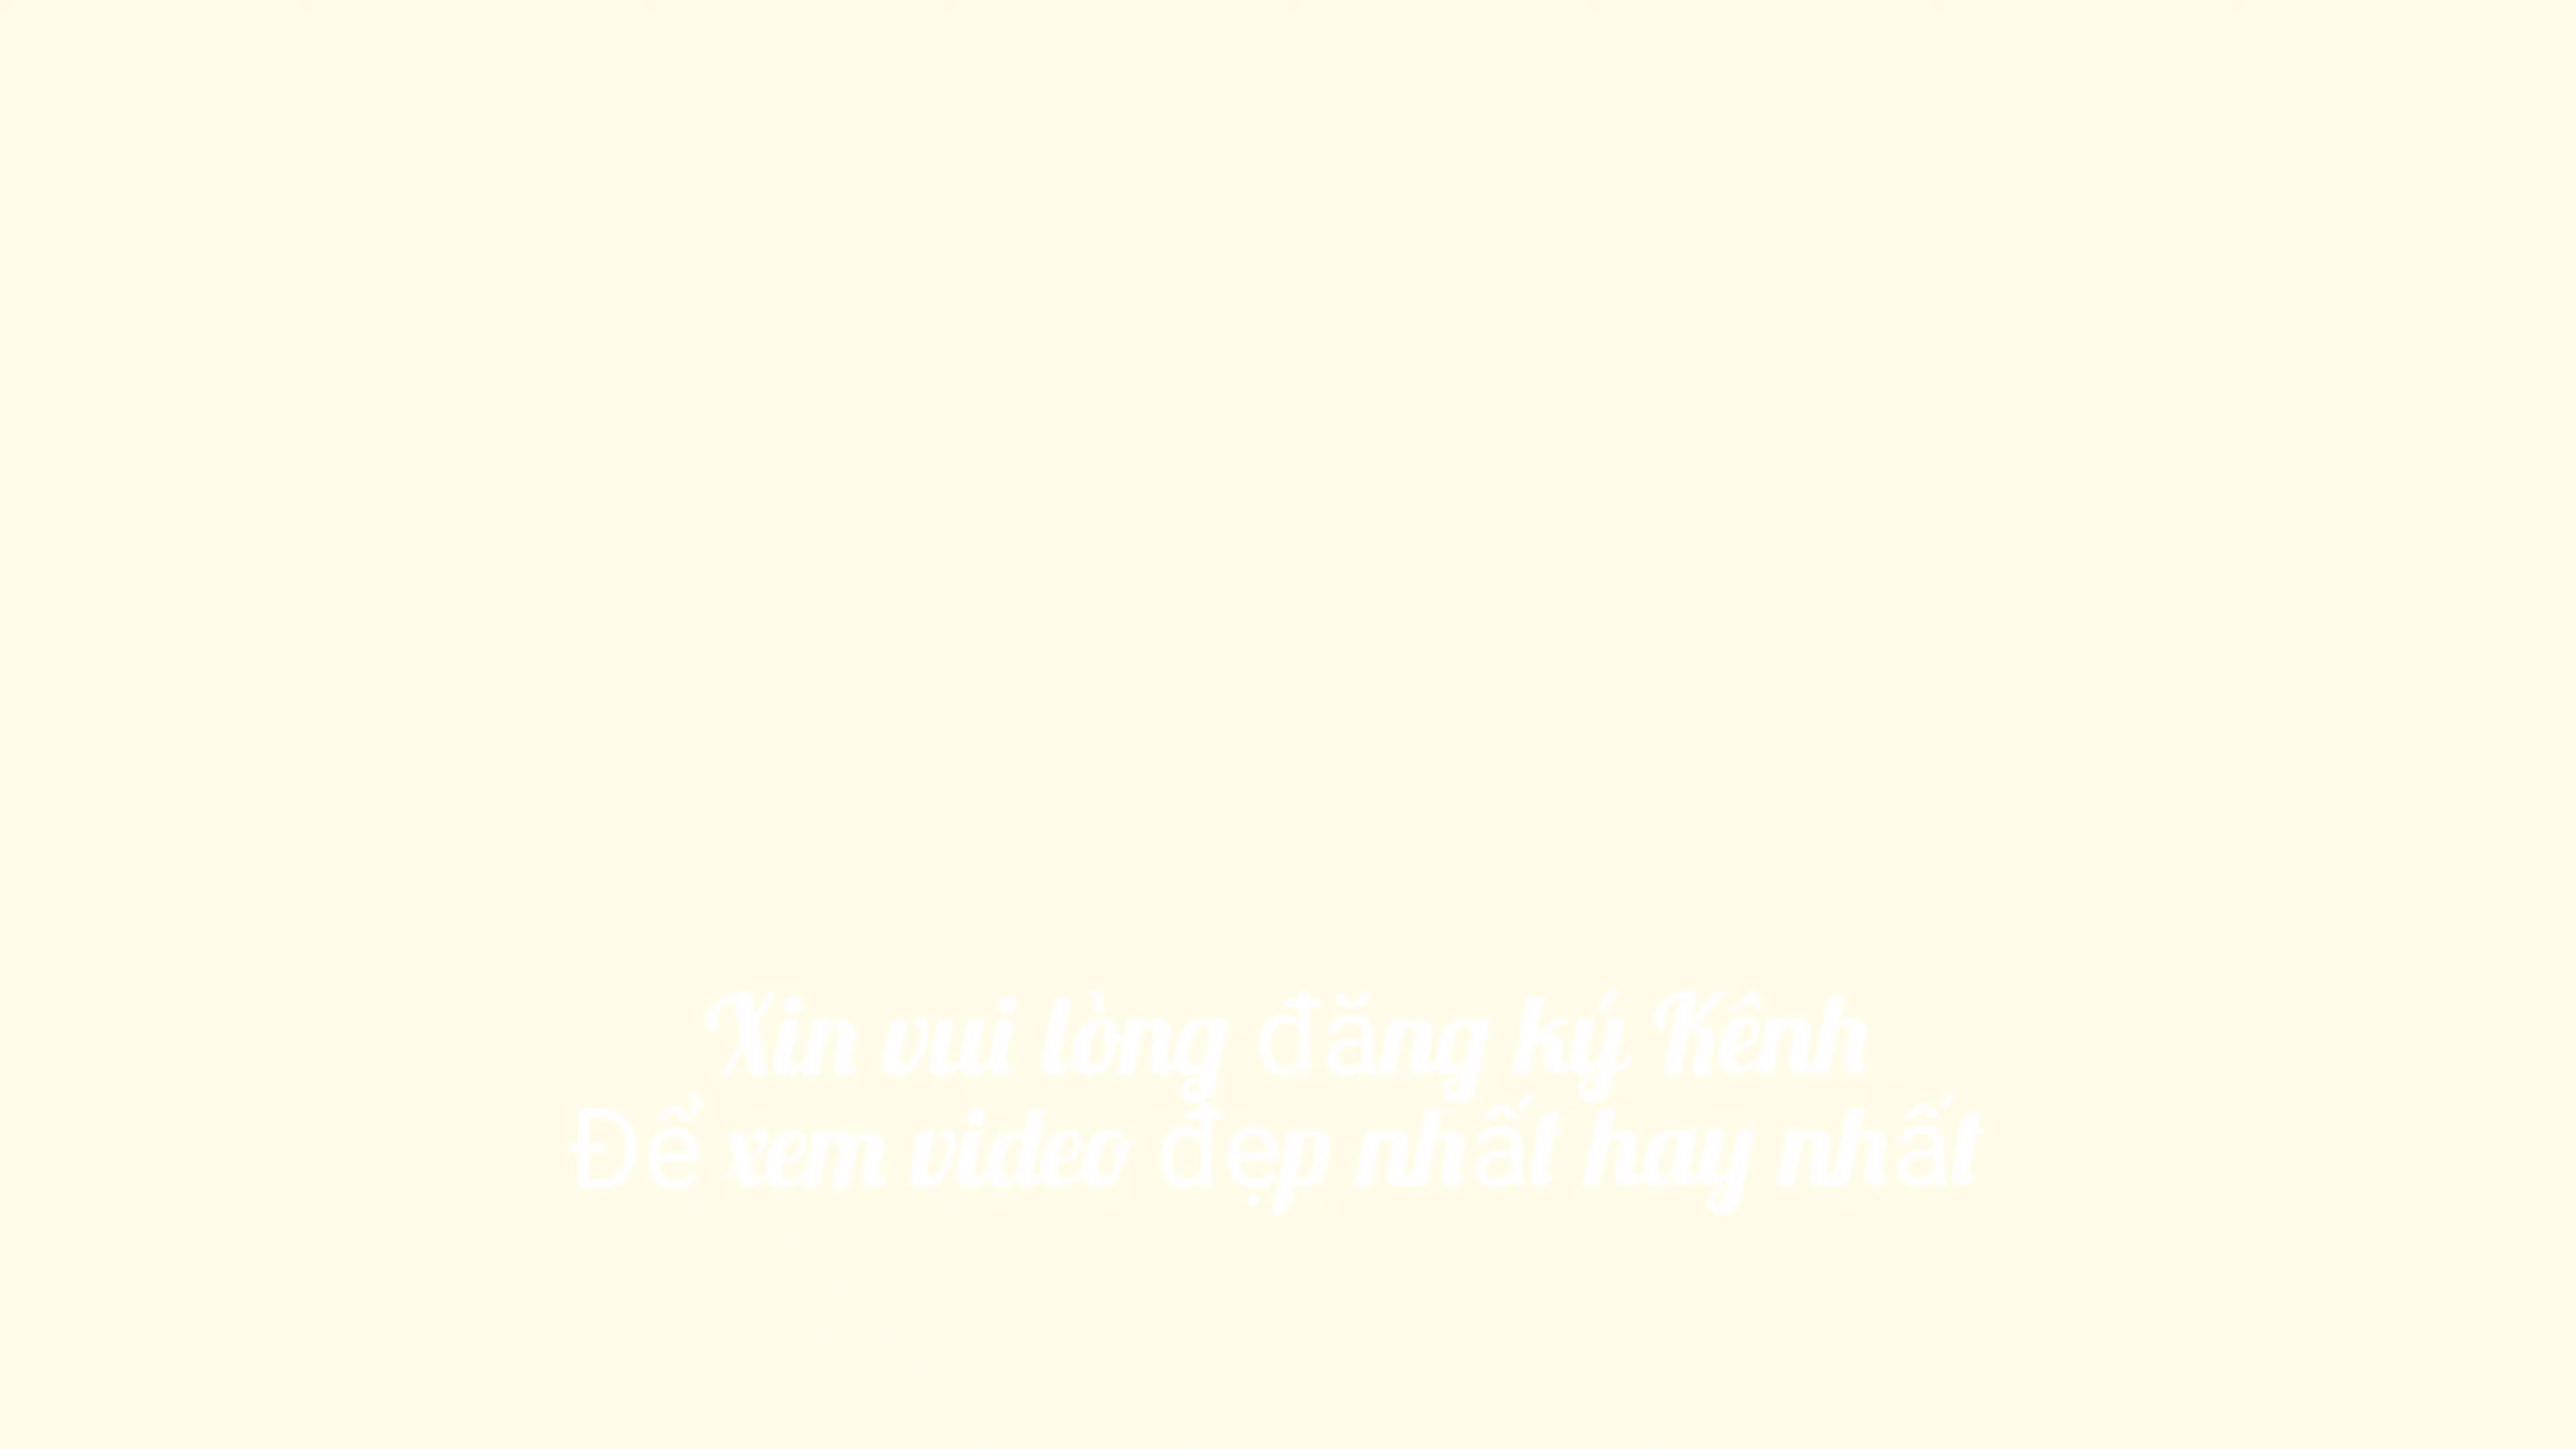 Xin vui lòng đăng ký Kênh
Để xem video đẹp nhất hay nhất